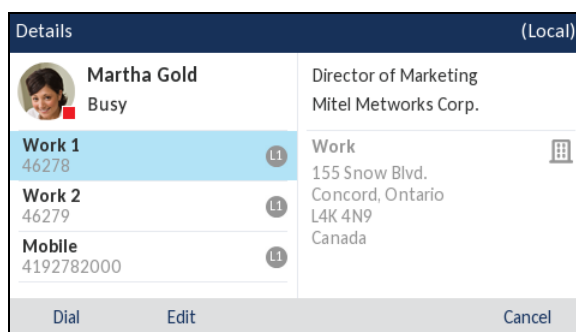 Details
(Local)
Martha Gold
Busy
Director of Marketing
Mitel Metworks Corp.
Work 1
46278
L1
Work 2
46279
L1
Mobile
4192782000
L1
Work
155 Snow Blvd.
Concord, Ontario
L4K 4N9
Canada
Dial
Edit
Cancel